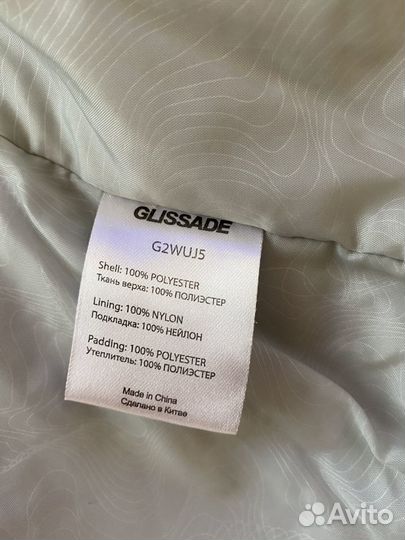 GLISSADE
G2WUJ5
Shell: 100% POLYESTER
Ткань верха: 100% ПОЛИЭСТЕР
Lining: 100% NYLON
Подкладка: 100% НЕЙЛОН
Padding: 100% POLYESTER
Утеплитель: 100% ПОЛИЭСТЕР
Made in China
Сделано в Китае
Avito